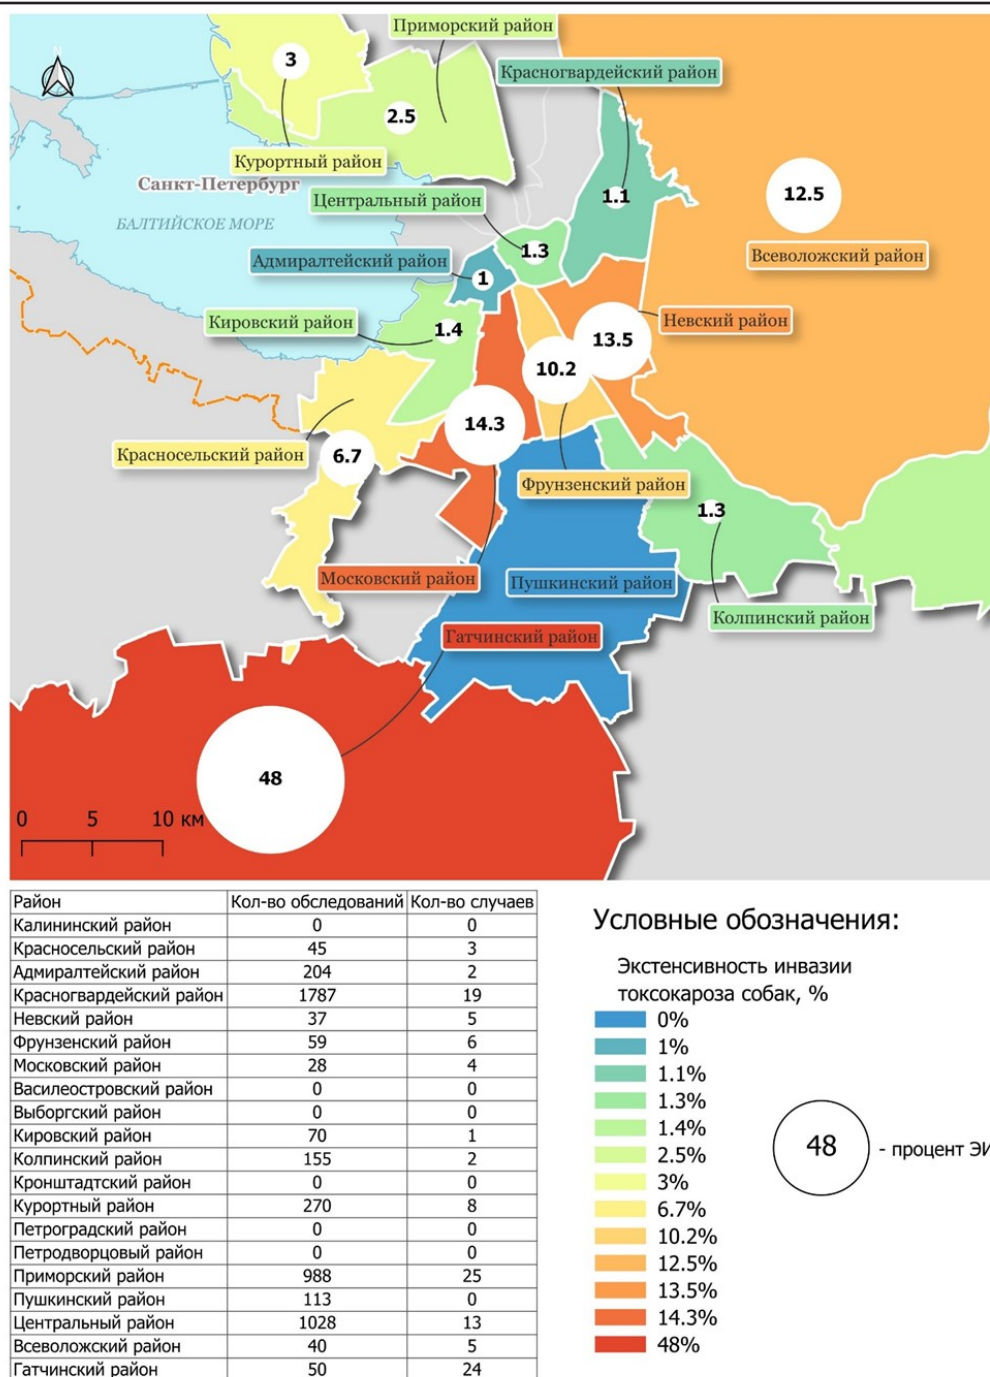 Приморский район
3
Красногвардейский район
2.5
Курортный район
Санкт-Петербург
12.5
Центральный район
1.1
БАЛТИЙСКОЕ МОРЕ
1.3
Всеволожский район
Адмиралтейский район
1
Кировский район
1.4
Невский район
13.5
10.2
14.3
Красносельский район
6.7
Фрунзенский район
1.3
Московский район
Пушкинский район
Колпинский район
Гатчинский район
48
0 5 10 км
Район Кол-во обследований Кол-во случаев
Калининский район 0 0
Красносельский район 45 3
Адмиралтейский район 204 2
Красногвардейский район 1787 19
Невский район 37 5
Фрунзенский район 59 6
Московский район 28 4
Василеостровский район 0 0
Выборгский район 0 0
Кировский район 70 1
Колпинский район 155 2
Кронштадтский район 0 0
Курортный район 270 8
Петроградский район 0 0
Петродворцовый район 0 0
Приморский район 988 25
Пушкинский район 113 0
Центральный район 1028 13
Всеволожский район 40 5
Гатчинский район 50 24
Условные обозначения:
Экстенсивность инвазии
токсокароза собак, %
0%
1%
1.1%
1.3%
1.4%
2.5%
3%
6.7%
10.2%
12.5%
13.5%
14.3%
48%
48 - процент ЭИ